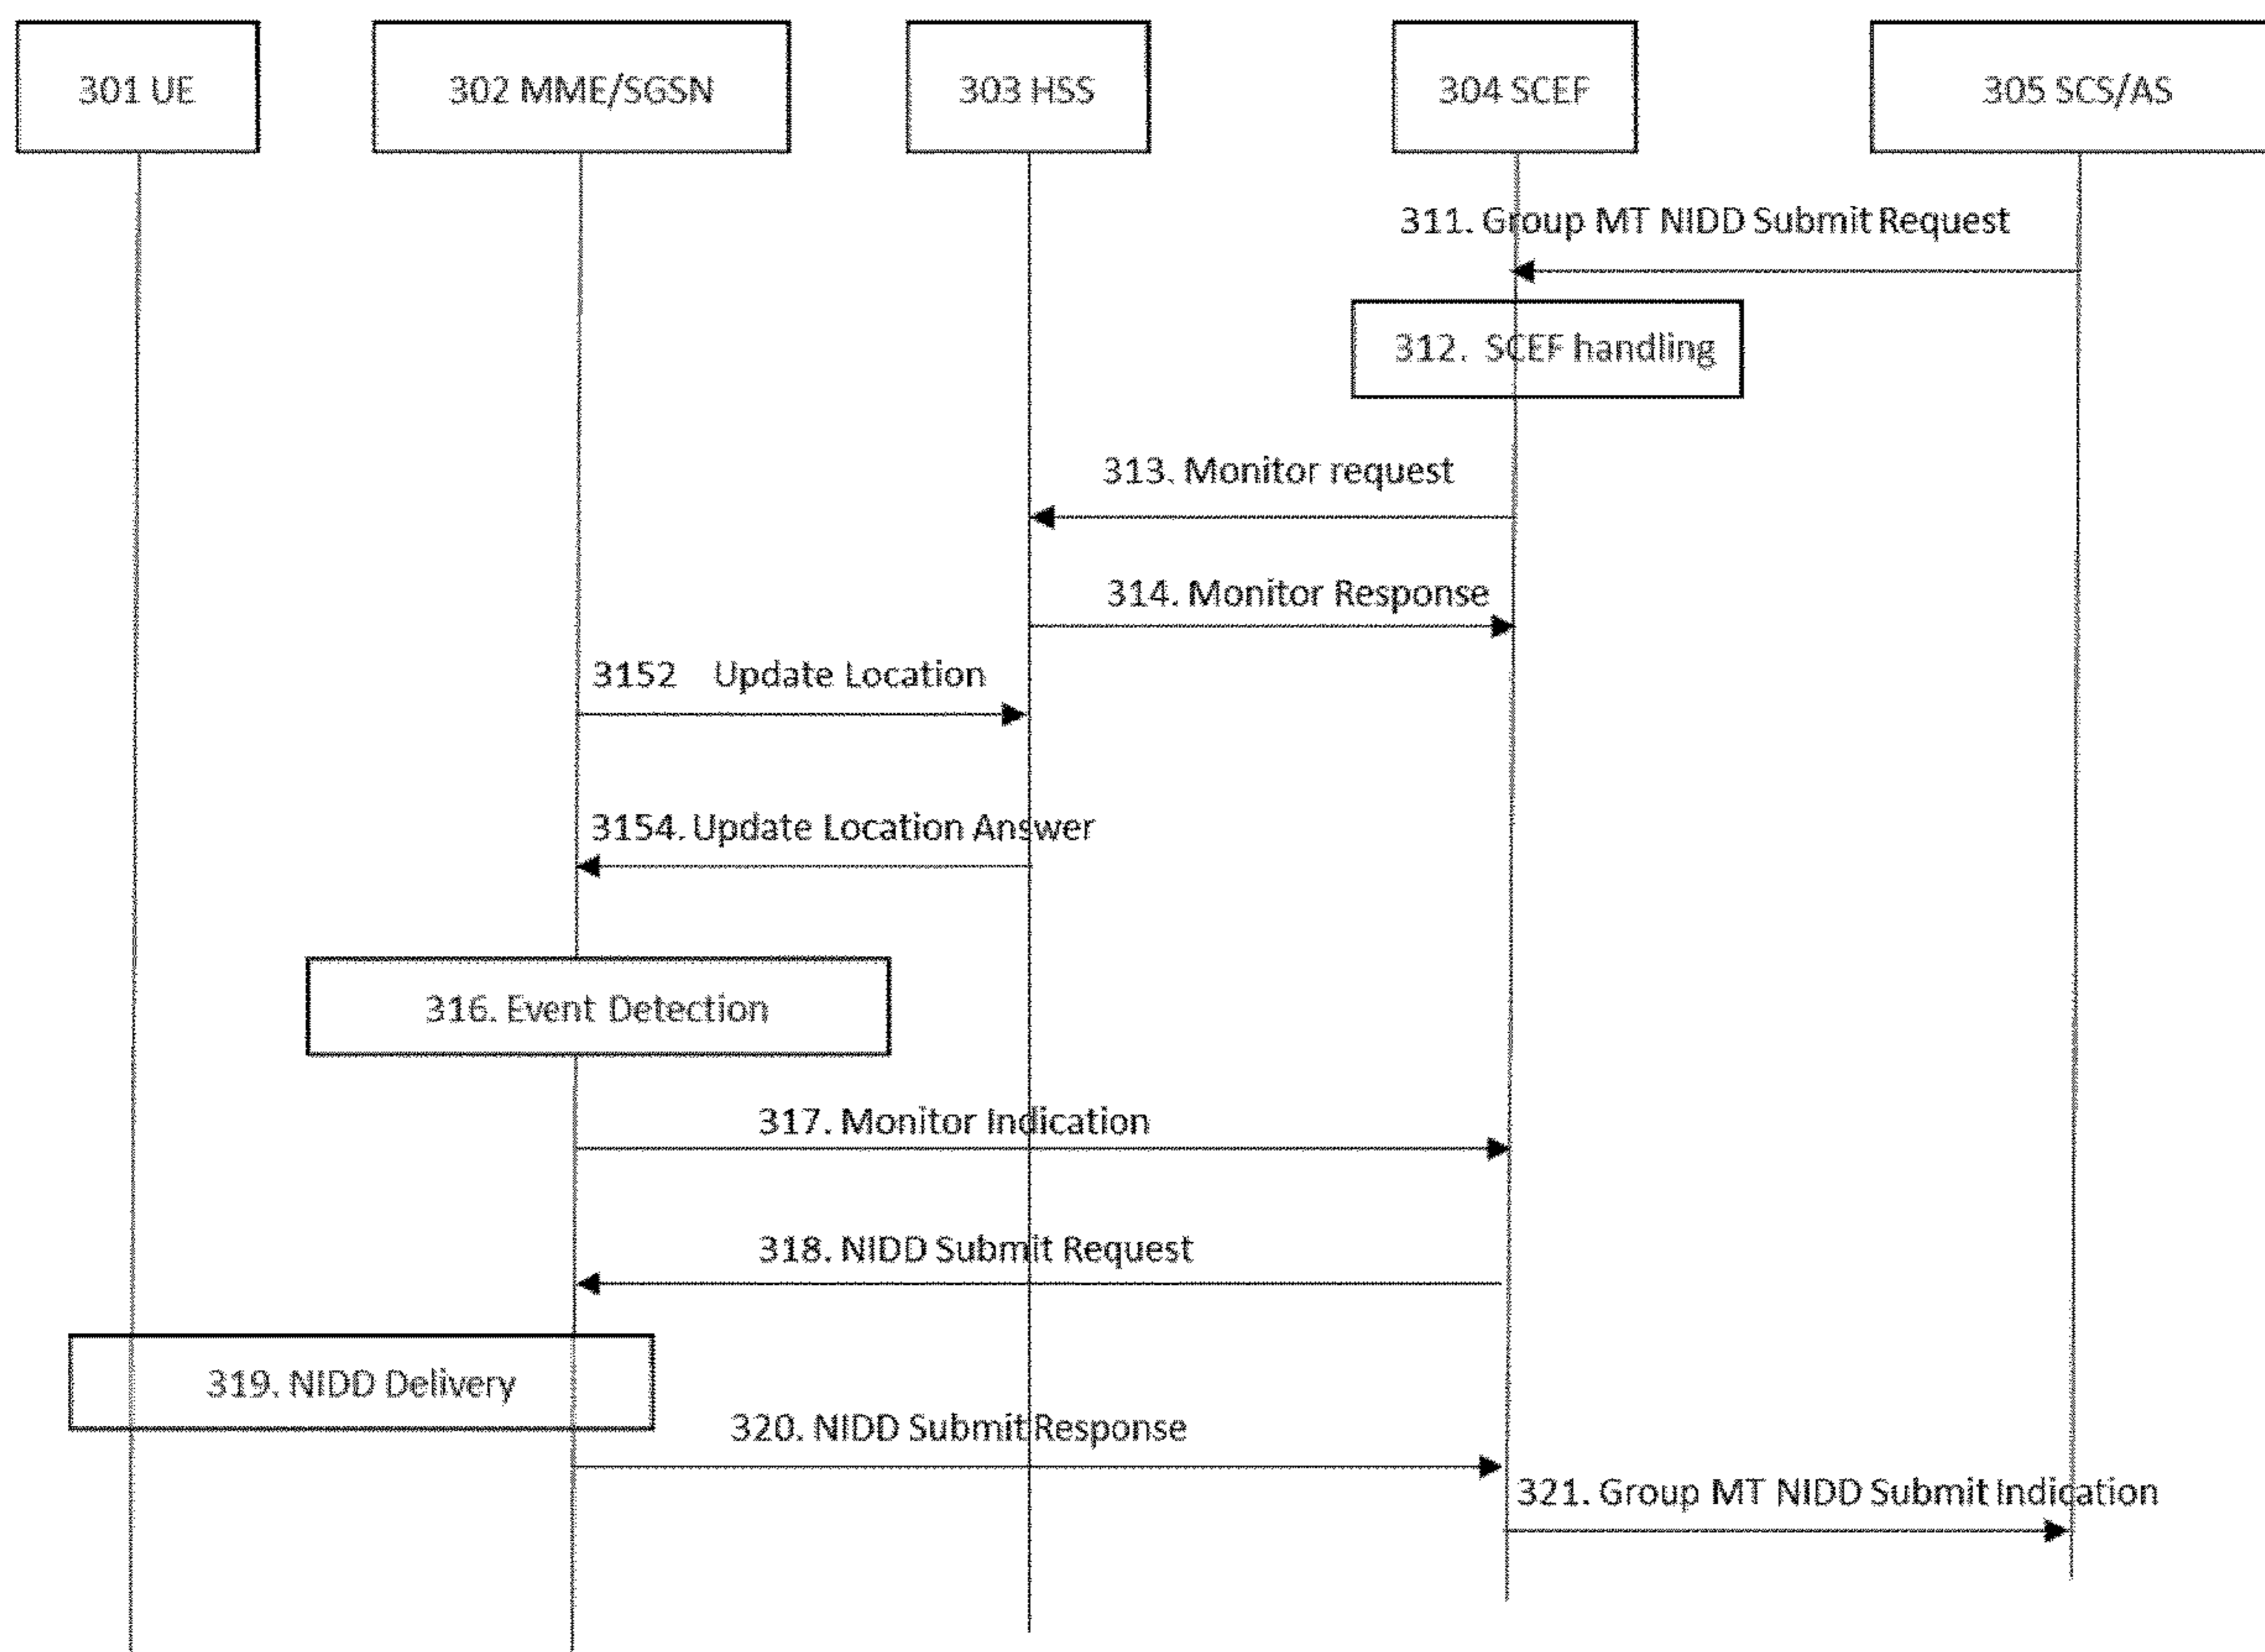 301 UE
302 MME/SGSN
303 HSS
304 SCEF
305 SCS/AS
311. Group MT NIDD Submit Request
312. SCEF handling
313. Monitor request
314. Monitor Response
3152 Update Location
3154. Update Location Answer
316. Event Detection
317. Monitor Indication
318. NIDD Submit Request
319. NIDD Delivery
320. NIDD Submit Response
321. Group MT NIDD Submit Indication